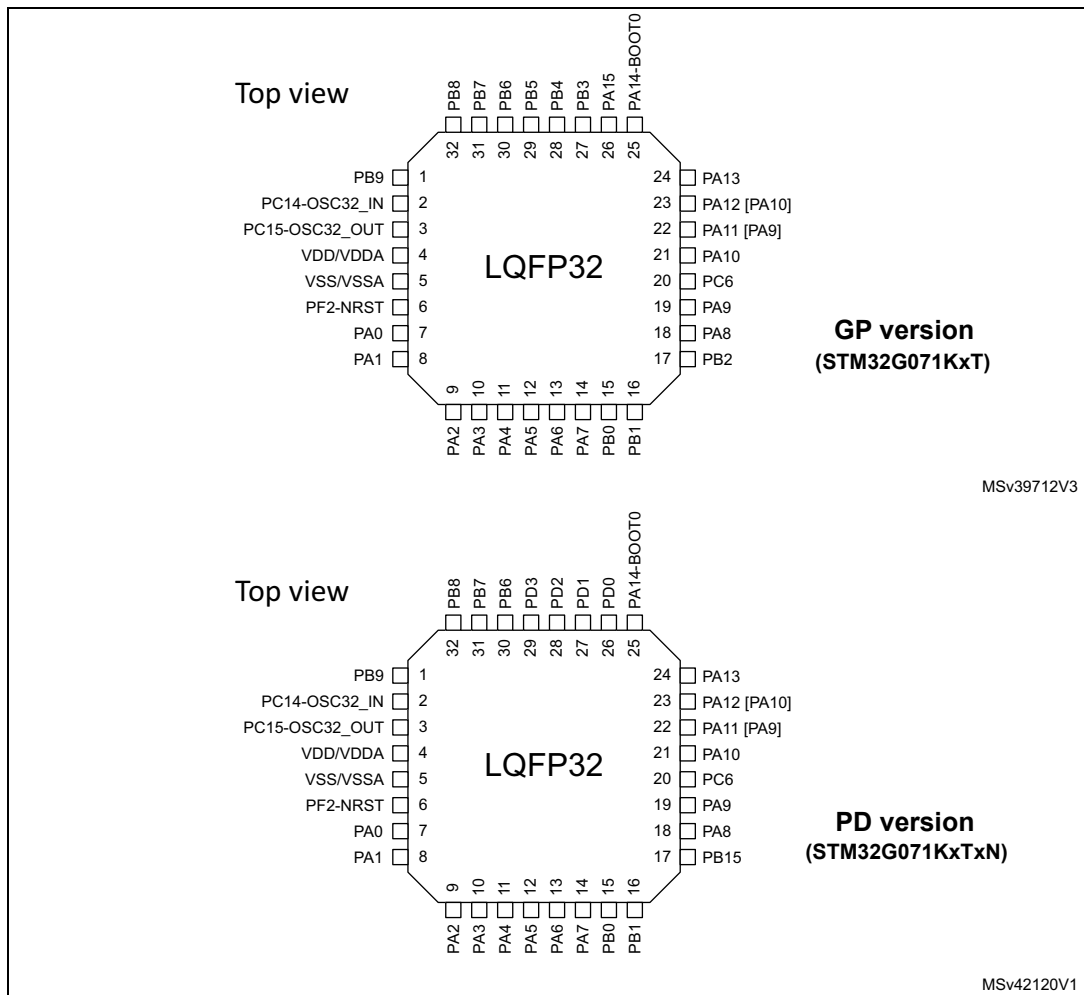 Top view
PB8
PB7
PB6
PB5
PB4
PB3
PA15
PA14-BOOT0
32
31
30
29
28
27
26
25
PB9 1
PC14-OSC32_IN 2
PC15-OSC32_OUT 3
VDD/VDDA 4
VSS/VSSA 5
PF2-NRST 6
PA0 7
PA1 8
LQFP32
24 PA13
23 PA12 [PA10]
22 PA11 [PA9]
21 PA10
20 PC6
19 PA9
18 PA8
17 PB2
9
10
11
12
13
14
15
16
PA2
PA3
PA4
PA5
PA6
PA7
PB0
PB1
GP version
(STM32G071KxT)
MSv39712V3
Top view
PB8
PB7
PB6
PD3
PD2
PD1
PD0
PA14-BOOT0
32
31
30
29
28
27
26
25
PB9 1
PC14-OSC32_IN 2
PC15-OSC32_OUT 3
VDD/VDDA 4
VSS/VSSA 5
PF2-NRST 6
PA0 7
PA1 8
LQFP32
24 PA13
23 PA12 [PA10]
22 PA11 [PA9]
21 PA10
20 PC6
19 PA9
18 PA8
17 PB15
9
10
11
12
13
14
15
16
PA2
PA3
PA4
PA5
PA6
PA7
PB0
PB1
PD version
(STM32G071KxTxN)
MSv42120V1